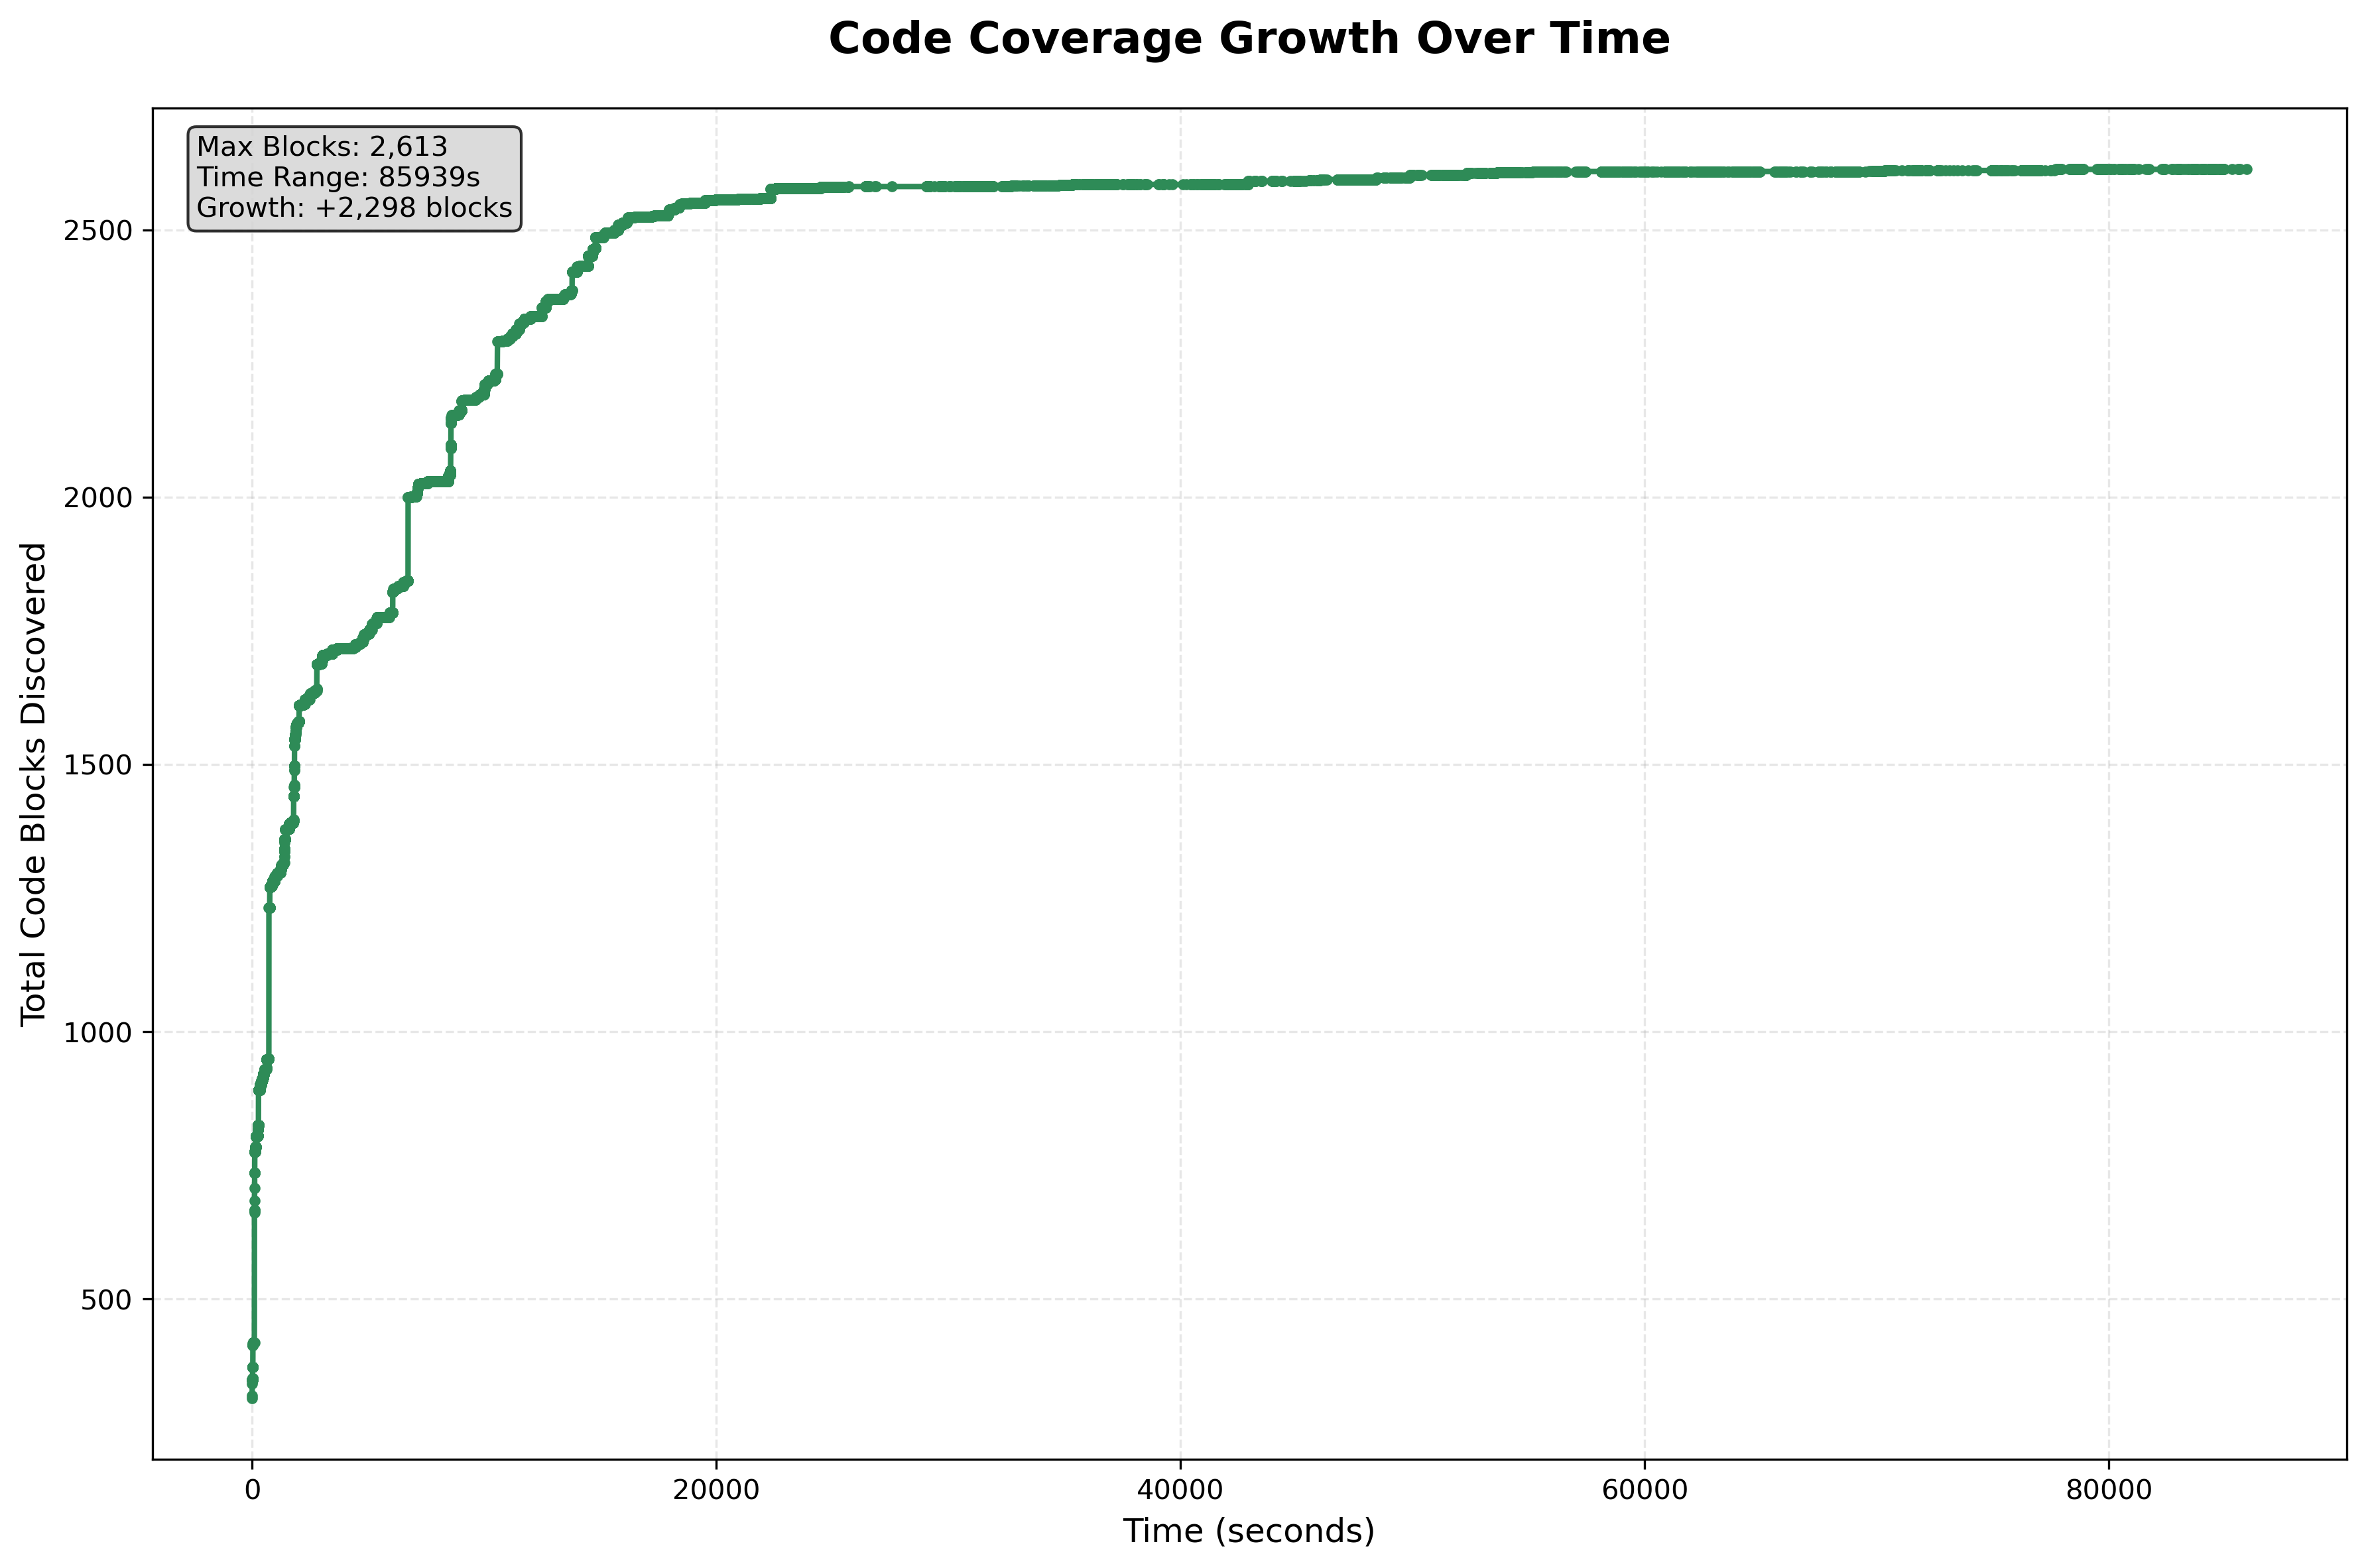 Code Coverage Growth Over Time
Max Blocks: 2,613
Time Range: 85939s
Growth: +2,298 blocks
Total Code Blocks Discovered
2500
2000
1500
1000
500
0
20000
40000
60000
80000
Time (seconds)